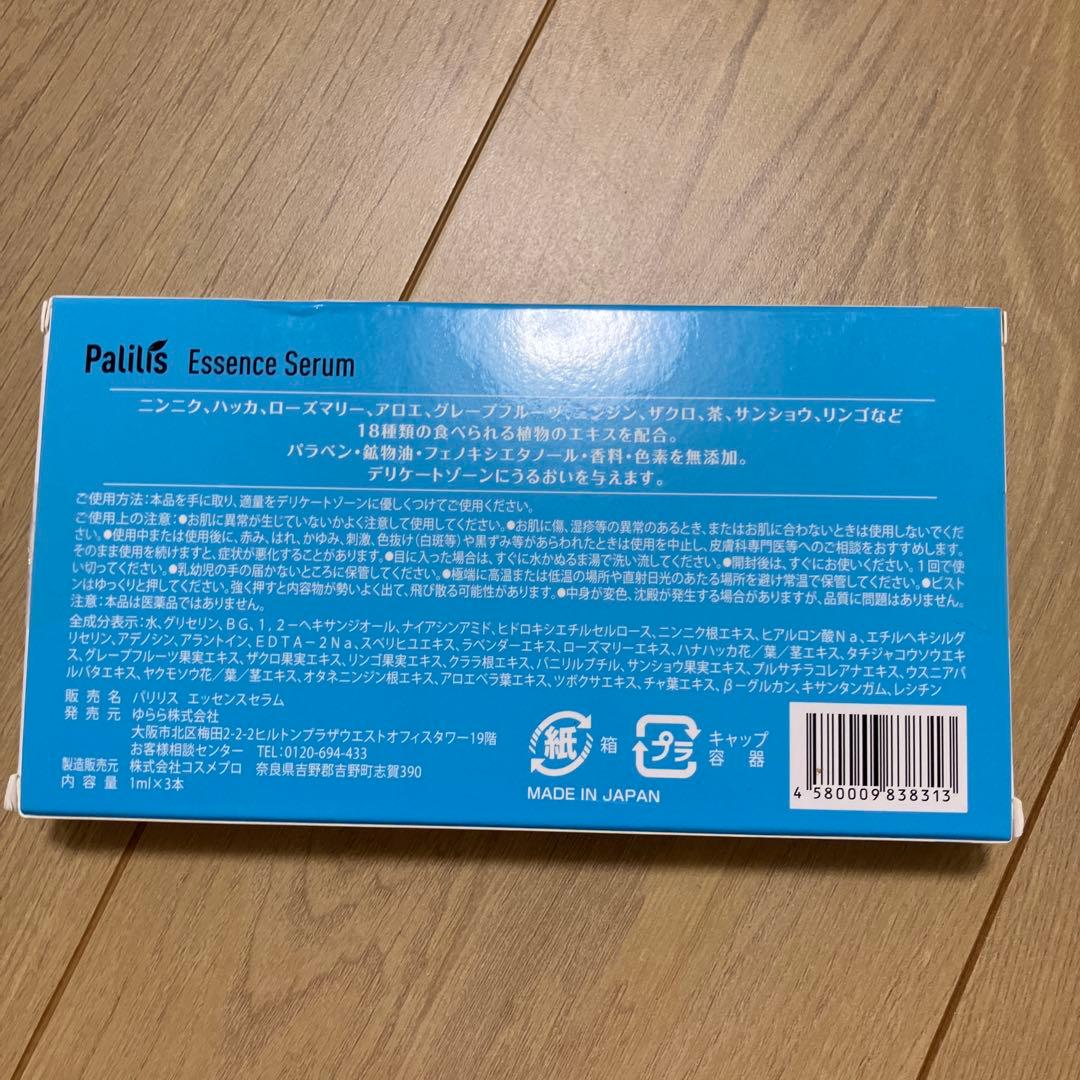 Palilis Essence Serum
ニンニク、ハッカ、ローズマリー、アロエ、グレープフルーツ、ニンジン、ザクロ、茶、サンショウ、リンゴなど
18種類の食べられる植物のエキスを配合。
パラベン・鉱物油・フェノキシエタノール・香料・色素を無添加。
デリケートゾーンにうるおいを与えます。
ご使用方法:本品を手に取り、適量をデリケートゾーンに優しくつけてご使用ください。
ご使用上の注意:●お肌に異常が生じていないかよく注意して使用してください。●お肌に傷、湿疹等の異常のあるとき、またはお肌に合わないときは使用しないでくだ
さい。●使用中または使用後に、赤み、はれ、かゆみ、刺激、色抜け(白斑等)や黒ずみ等があらわれたときは使用を中止し、皮膚科専門医等へのご相談をおすすめします。
そのまま使用を続けますと、症状が悪化することがあります。●目に入った場合は、すぐに水かぬるま湯で洗い流してください。●開封後は、すぐにお使いください。1回で使
い切ってください。●乳幼児の手の届かないところに保管してください。●極端に高温または低温の場所や直射日光のあたる場所を避け常温で保管してください。●ピスト
ンはゆっくりと押してください。強く押すと内容物が勢いよく出て、飛び散る可能性があります。●中身が変色、沈殿が発生する場合がありますが、品質に問題はありません。
注意:本品は医薬品ではありません。
全成分表示:水、グリセリン、BG、1,2-ヘキサンジオール、ナイアシンアミド、ヒドロキシエチルセルロース、ニンニク根エキス、ヒアルロン酸Na、エチルヘキシルグ
リセリン、アデノシン、アラントイン、EDTA-2Na、スベリヒユエキス、ラベンダーエキス、ローズマリーエキス、ハナハッカ花/葉/茎エキス、タチジャコウソウエキ
ス、グレープフルーツ果実エキス、ザクロ果実エキス、リンゴ果実エキス、クララ根エキス、バニリルブチル、サンショウ果実エキス、プルサチラコレアナエキス、ウスニアバ
ルバタエキス、ヤクモソウ花/葉/茎エキス、オタネニンジン根エキス、アロエベラ葉エキス、ツボクサエキス、チャ葉エキス、β-グルカン、キサンタンガム、レシチン
販売名 パリリス エッセンスセラム
発売元 ゆらら株式会社
大阪市北区梅田2-2-2ヒルトンプラザウエストオフィスタワー19階
お客様相談センター TEL:0120-694-433
製造販売元 株式会社コスメプロ 奈良県吉野郡吉野町志賀390
内容量 1ml×3本
紙 箱
プラ キャップ
容器
MADE IN JAPAN
4 580009 838313